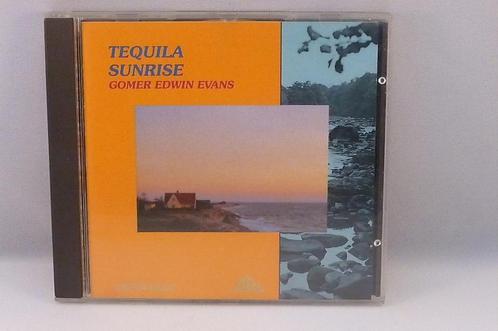 TEQUILA
SUNRISE
GOMER EDWIN EVANS